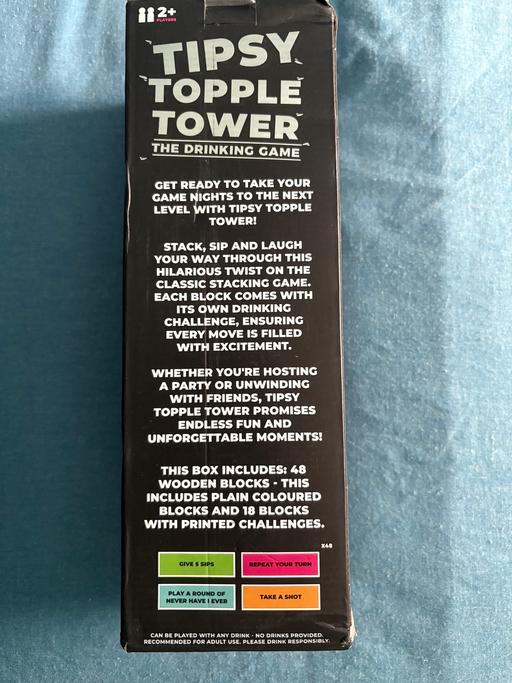 2+
PLAYERS
TIPSY
TOPPLE
TOWER
THE DRINKING GAME
GET READY TO TAKE YOUR
GAME NIGHTS TO THE NEXT
LEVEL WITH TIPSY TOPPLE
TOWER!
STACK, SIP AND LAUGH
YOUR WAY THROUGH THIS
HILARIOUS TWIST ON THE
CLASSIC STACKING GAME.
EACH BLOCK COMES WITH
ITS OWN DRINKING
CHALLENGE, ENSURING
EVERY MOVE IS FILLED
WITH EXCITEMENT.
WHETHER YOU'RE HOSTING
A PARTY OR UNWINDING
WITH FRIENDS, TIPSY
TOPPLE TOWER PROMISES
ENDLESS FUN AND
UNFORGETTABLE MOMENTS!
THIS BOX INCLUDES: 48
WOODEN BLOCKS - THIS
INCLUDES PLAIN COLOURED
BLOCKS AND 18 BLOCKS
WITH PRINTED CHALLENGES.
X48
GIVE 5 SIPS
REPEAT YOUR TURN
PLAY A ROUND OF
NEVER HAVE I EVER
TAKE A SHOT
CAN BE PLAYED WITH ANY DRINK - NO DRINKS PROVIDED.
RECOMMENDED FOR ADULT USE. PLEASE DRINK RESPONSIBLY.